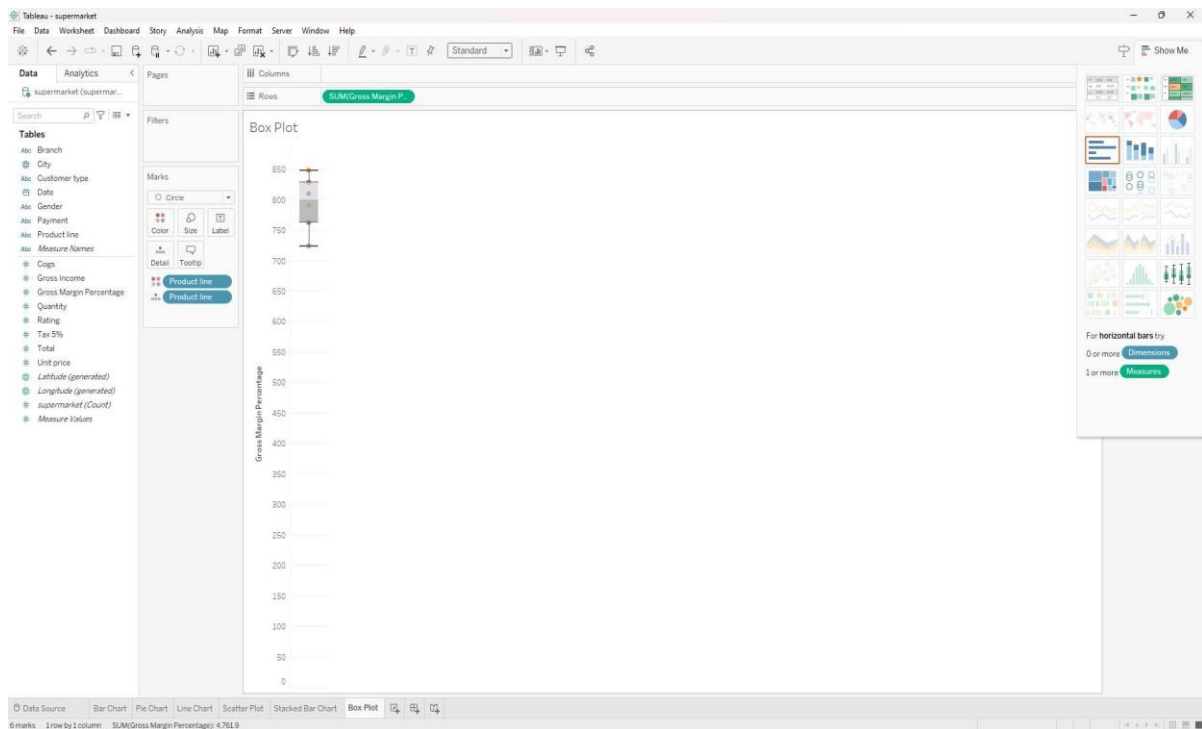 Tableau - supermarket
File Data Worksheet Dashboard Story Analysis Map Format Server Window Help
Standard
Show Me
Data Analytics
supermarket (supermar...
Search
Tables
Abc Branch
City
Abc Customer type
Date
Abc Gender
Abc Payment
Abc Product line
Abc Measure Names
# Cogs
# Gross Income
# Gross Margin Percentage
# Quantity
# Rating
# Tax 5%
# Total
# Unit price
Latitude (generated)
Longitude (generated)
# supermarket (Count)
# Measure Values
Pages
Filters
Marks
Circle
Color Size Label
Detail Tooltip
Product line
Product line
Columns
Rows SUM(Gross Margin P..
Box Plot
850
800
750
700
650
600
550
500
450
400
350
300
250
200
150
100
50
0
Gross Margin Percentage
For horizontal bars try
0 or more Dimensions
1 or more Measures
Data Source Bar Chart Pie Chart Line Chart Scatter Plot Stacked Bar Chart Box Plot
6 marks 1 row by 1 column SUM(Gross Margin Percentage): 4,761.9